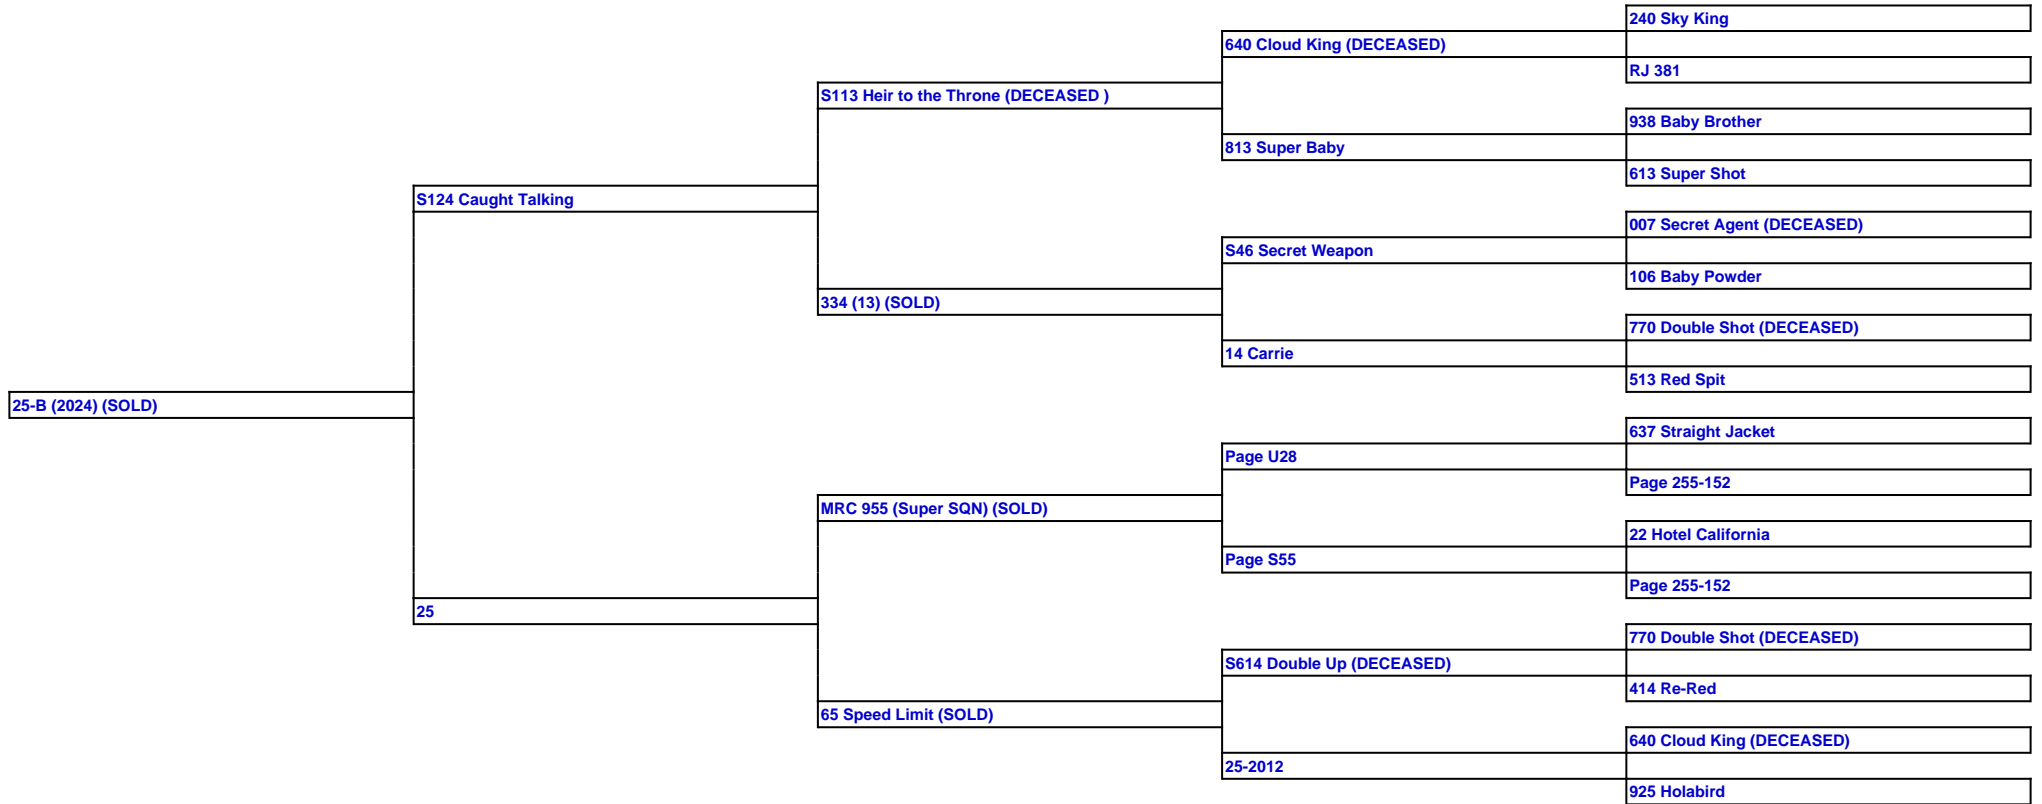 240 Sky King
640 Cloud King (DECEASED)
RJ 381
S113 Heir to the Throne (DECEASED )
938 Baby Brother
813 Super Baby
613 Super Shot
S124 Caught Talking
007 Secret Agent (DECEASED)
S46 Secret Weapon
106 Baby Powder
334 (13) (SOLD)
770 Double Shot (DECEASED)
14 Carrie
513 Red Spit
25-B (2024) (SOLD)
637 Straight Jacket
Page U28
Page 255-152
MRC 955 (Super SQN) (SOLD)
22 Hotel California
Page S55
Page 255-152
25
770 Double Shot (DECEASED)
S614 Double Up (DECEASED)
414 Re-Red
65 Speed Limit (SOLD)
640 Cloud King (DECEASED)
25-2012
925 Holabird